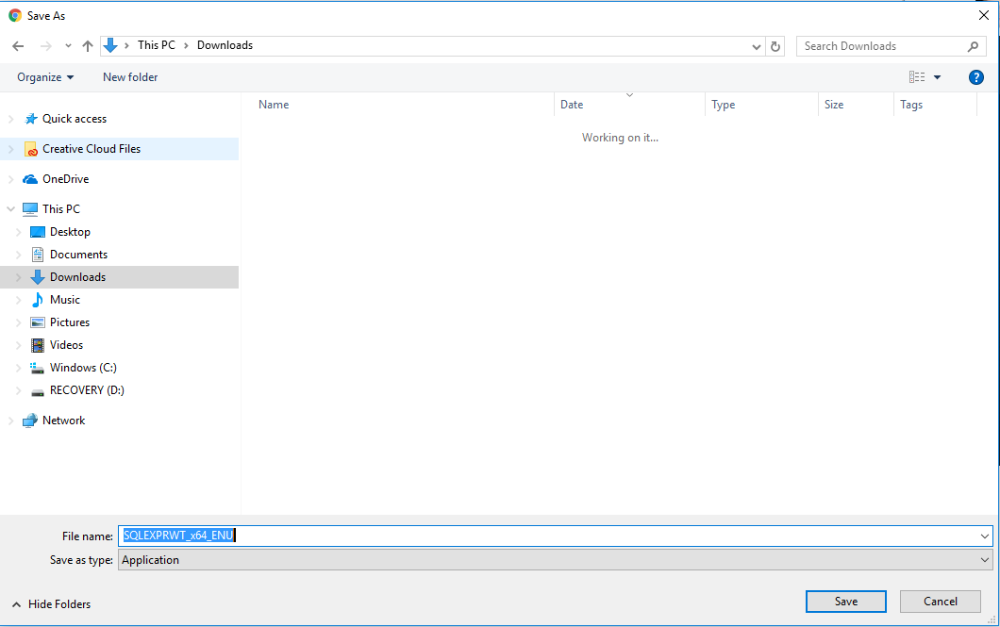 Save As
This PC > Downloads
Search Downloads
Organize
New folder
?
Name
Date
Type
Size
Tags
Working on it...
Quick access
Creative Cloud Files
OneDrive
This PC
Desktop
Documents
Downloads
Music
Pictures
Videos
Windows (C:)
RECOVERY (D:)
Network
File name: SQLEXPRWT_x64_ENU
Save as type: Application
Hide Folders
Save
Cancel